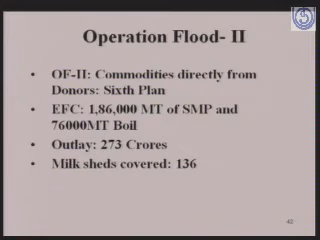 Operation Flood- II
• OF-II: Commodities directly from
Donors: Sixth Plan
• EFC: 1,86,000 MT of SMP and
76000MT Boil
• Outlay: 273 Crores
• Milk sheds covered: 136
42